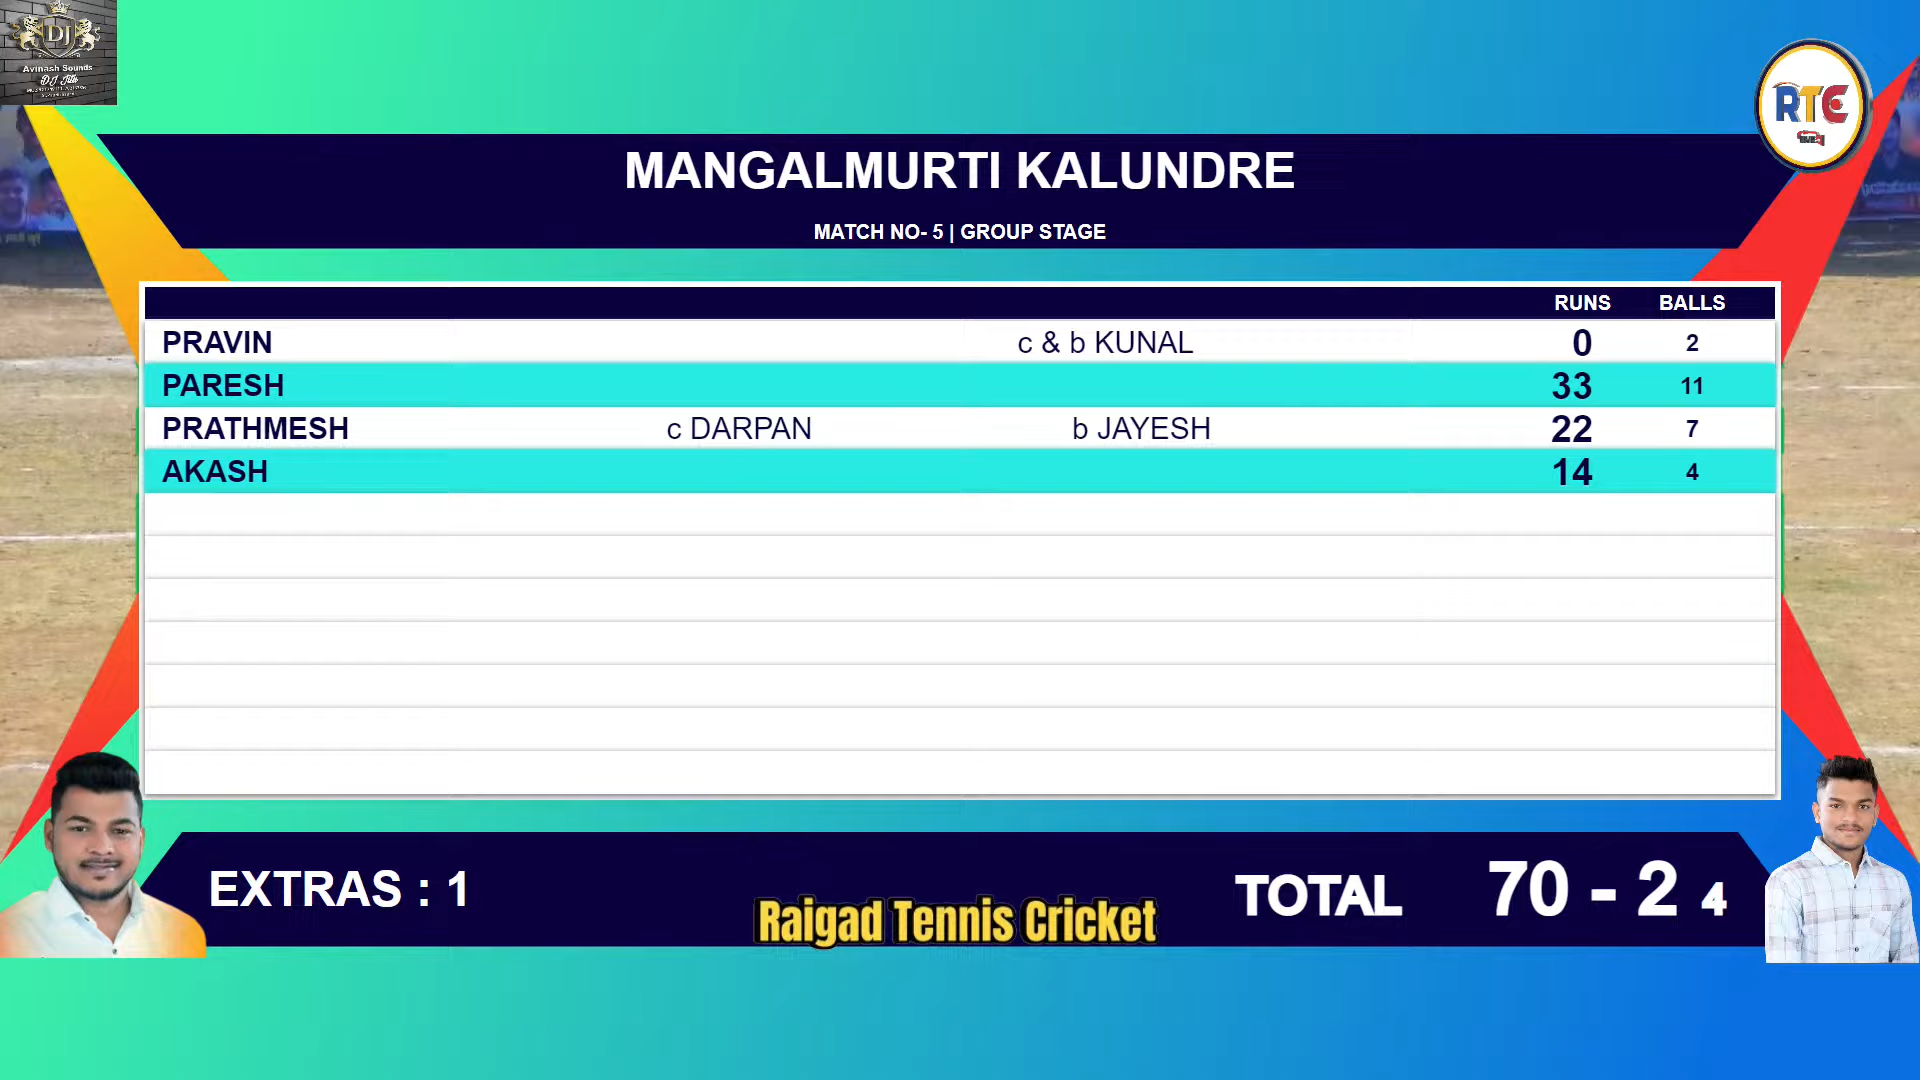 DJ
Avinash Sounds
RTC
MANGALMURTI KALUNDRE
MATCH NO- 5 | GROUP STAGE
RUNS BALLS
PRAVIN c & b KUNAL 0 2
PARESH 33 11
PRATHMESH c DARPAN b JAYESH 22 7
AKASH 14 4
EXTRAS : 1
Raigad Tennis Cricket
TOTAL 70 - 2 4